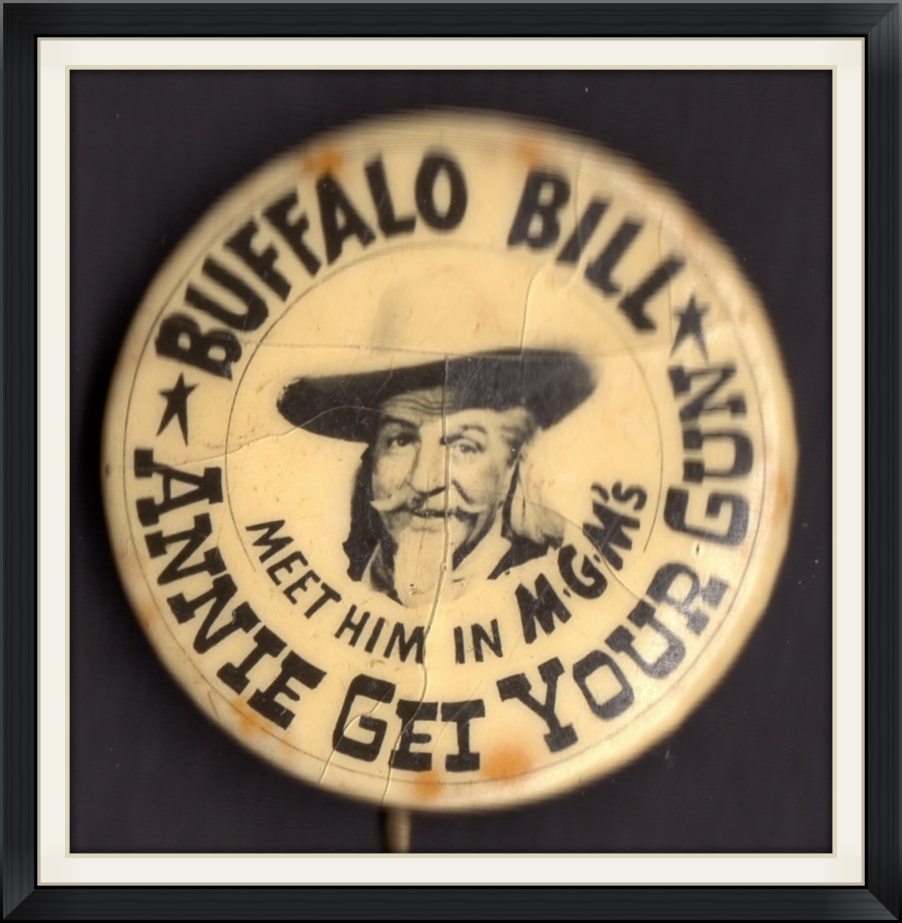 ★ BUFFALO BILL ★
MEET HIM IN M·G·M's
ANNIE GET YOUR GUN